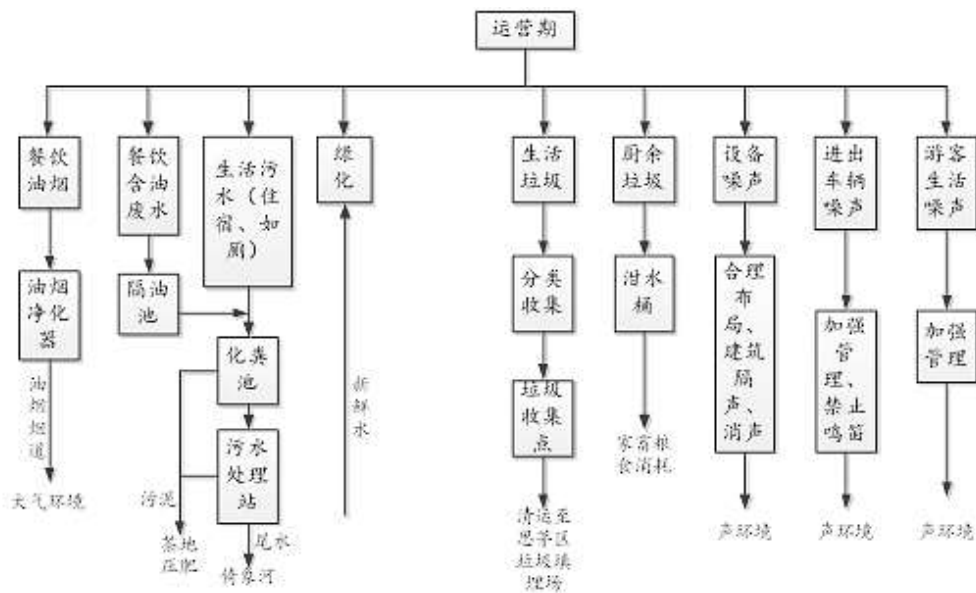 运营期
餐饮
油烟
餐饮
含油
废水
生活污
水（住
宿、如
厕）
绿
化
生活
垃圾
厨余
垃圾
设备
噪声
进出
车辆
噪声
游客
生活
噪声
油烟
净化
器
隔油
池
分类
收集
泔水
桶
合理
布
局、
建筑
隔
声、
消声
加强
管
理、
禁止
鸣笛
加强
管理
化粪
池
垃圾
收集
点
油
烟
烟
道
新
鲜
水
污水
处理
站
家畜粮
食消耗
大气环境
污泥
茶地
压肥
尾水
倚象河
清运至
思茅区
垃圾填
埋场
声环境
声环境
声环境